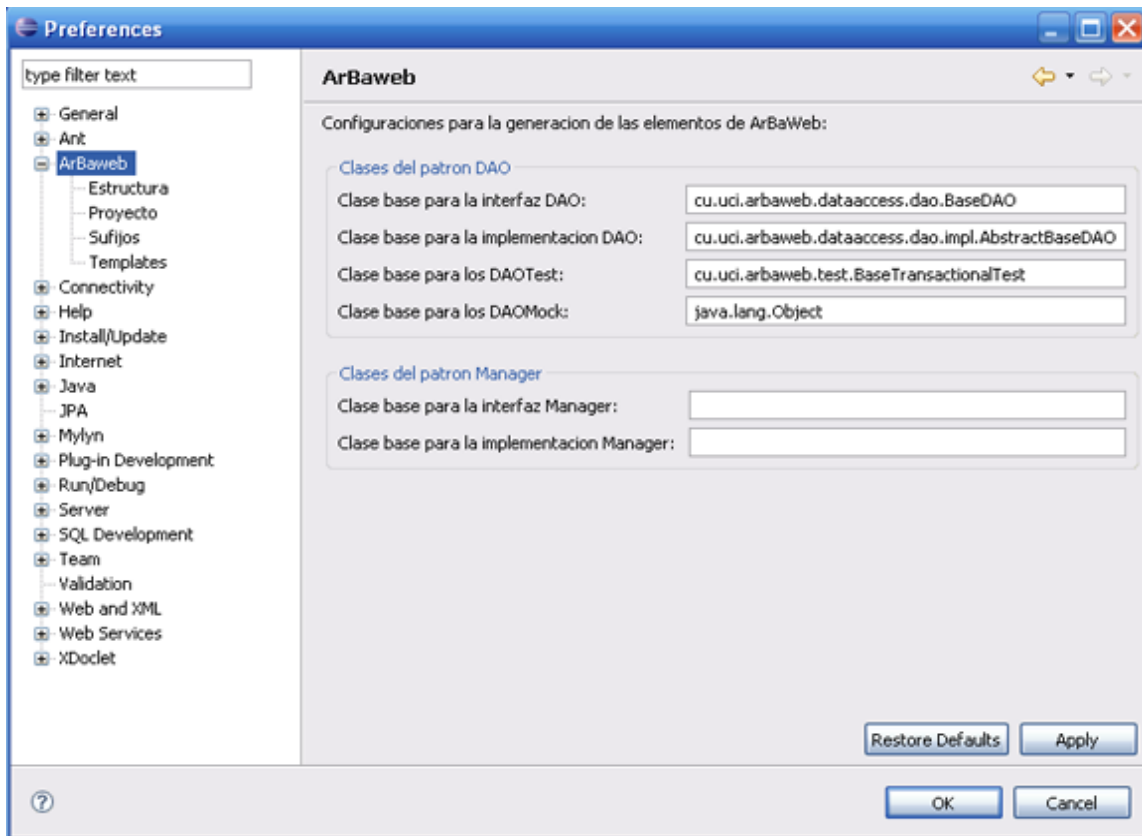 Preferences
type filter text
General
Ant
ArBaweb
Estructura
Proyecto
Sufijos
Templates
Connectivity
Help
Install/Update
Internet
Java
JPA
Mylyn
Plug-in Development
Run/Debug
Server
SQL Development
Team
Validation
Web and XML
Web Services
XDoclet
ArBaweb
Configuraciones para la generacion de las elementos de ArBaWeb:
Clases del patron DAO
Clase base para la interfaz DAO: cu.uci.arbaweb.dataaccess.dao.BaseDAO
Clase base para la implementacion DAO: cu.uci.arbaweb.dataaccess.dao.impl.AbstractBaseDAO
Clase base para los DAOTest: cu.uci.arbaweb.test.BaseTransactionalTest
Clase base para los DAOMock: java.lang.Object
Clases del patron Manager
Clase base para la interfaz Manager:
Clase base para la implementacion Manager:
Restore Defaults Apply
? OK Cancel